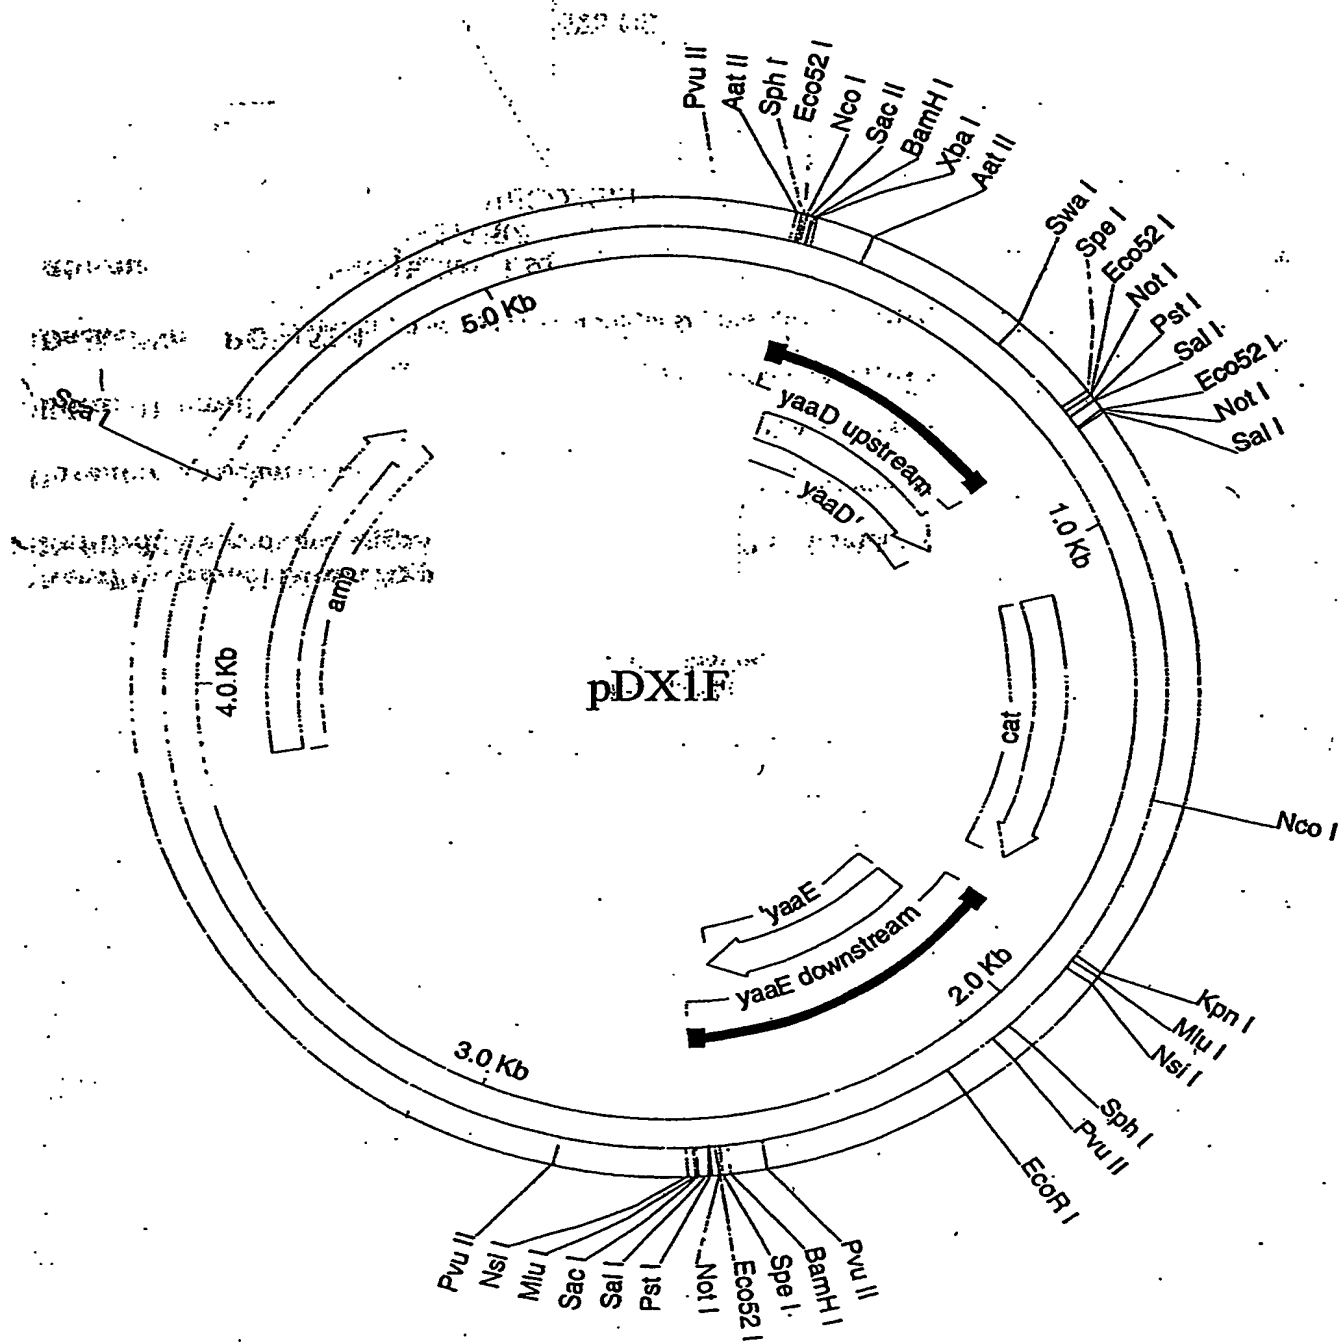 Pvu II
Aat II
Sph I
Eco52 I
Nco I
Sac II
BamH I
Xba I
Aat II
Swa I
Spe I
Eco52 I
Not I
Pst I
Sal I
Eco52 I
Not I
Sal I
5.0 Kb
yaaD upstream
yaaD'
1.0 Kb
amp
4.0 Kb
pDX1F
cat
Nco I
'yaaE
yaaE downstream
2.0 Kb
Kpn I
Mlu I
Nsi I
Sph I
Pvu II
EcoR I
3.0 Kb
Pvu II
Nsi I
Mlu I
Sac I
Sal I
Pst I
Not I
Eco52 I
Spe I
BamH I
Pvu II